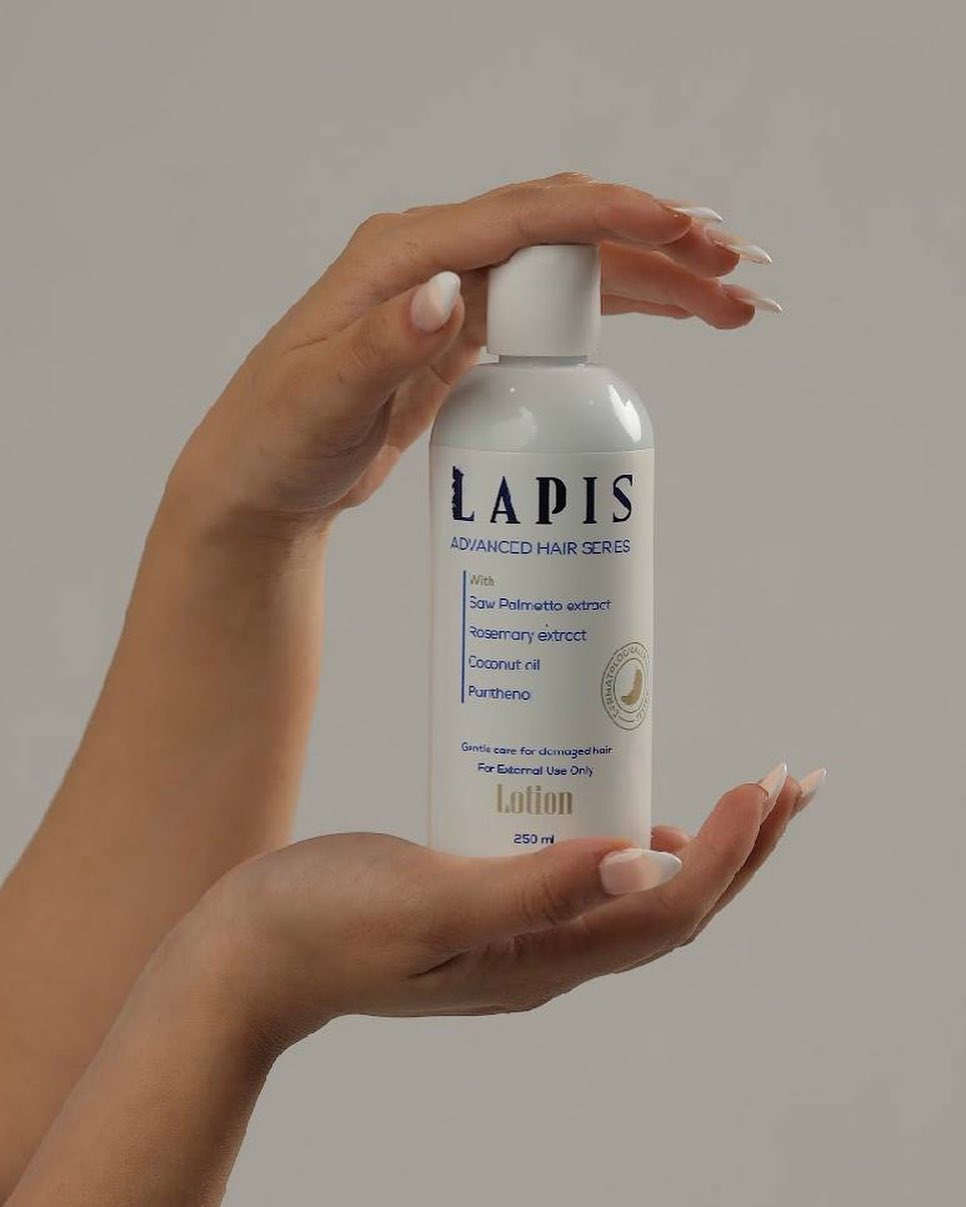 LAPIS
ADVANCED HAIR SERIES
With
Saw Palmetto extract
Rosemary extract
Coconut oil
Pantheno
DERMATOLOGICALLY
Gentle care for damaged hair
For External Use Only
Lotion
250 ml